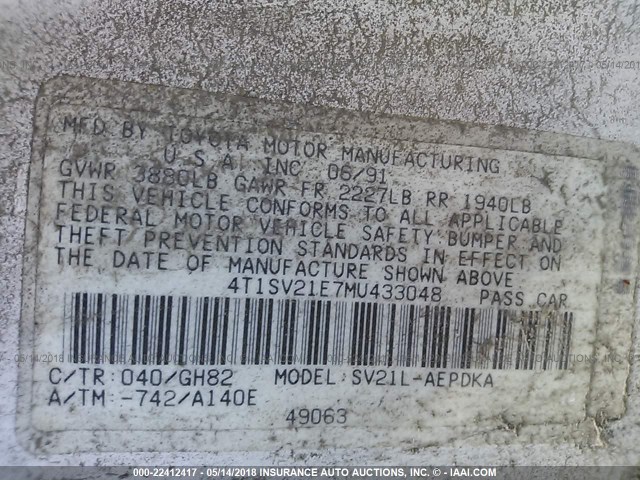 MFD BY TOYOTA MOTOR MANUFACTURING
U.S.A. INC. 06/91
GVWR 3880LB GAWR FR 2227LB RR 1940LB
THIS VEHICLE CONFORMS TO ALL APPLICABLE
FEDERAL MOTOR VEHICLE SAFETY BUMPER AND
THEFT PREVENTION STANDARDS IN EFFECT ON
THE DATE OF MANUFACTURE SHOWN ABOVE.
4T1SV21E7MU433048 PASS CAR
C/TR:040/GH82 MODEL:SV21L-AEPDKA
A/TM:-742/A140E
49063
000-22412417 - 05/14/2018 INSURANCE AUTO AUCTIONS, INC. - IAAI.COM